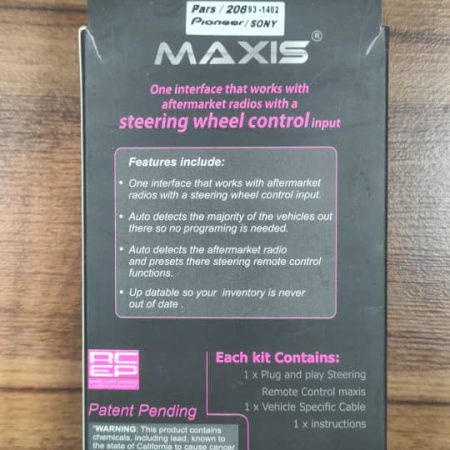 Pars / 206 93-1402
Pioneer / SONY
MAXIS®
One interface that works with
aftermarket radios with a
steering wheel control input
Features include:
• One interface that works with aftermarket
radios with a steering wheel control input.
• Auto detects the majority of the vehicles out
there so no programing is needed.
• Auto detects the aftermarket radio
and presets there steering remote control
functions.
• Up datable so your inventory is never
out of date .
RC
EP
Patent Pending
Each kit Contains:
1 x Plug and play Steering
Remote Control maxis
1 x Vehicle Specific Cable
1 x instructions
"WARNING: This product contains
chemicals, including lead, known to
the state of California to cause cancer